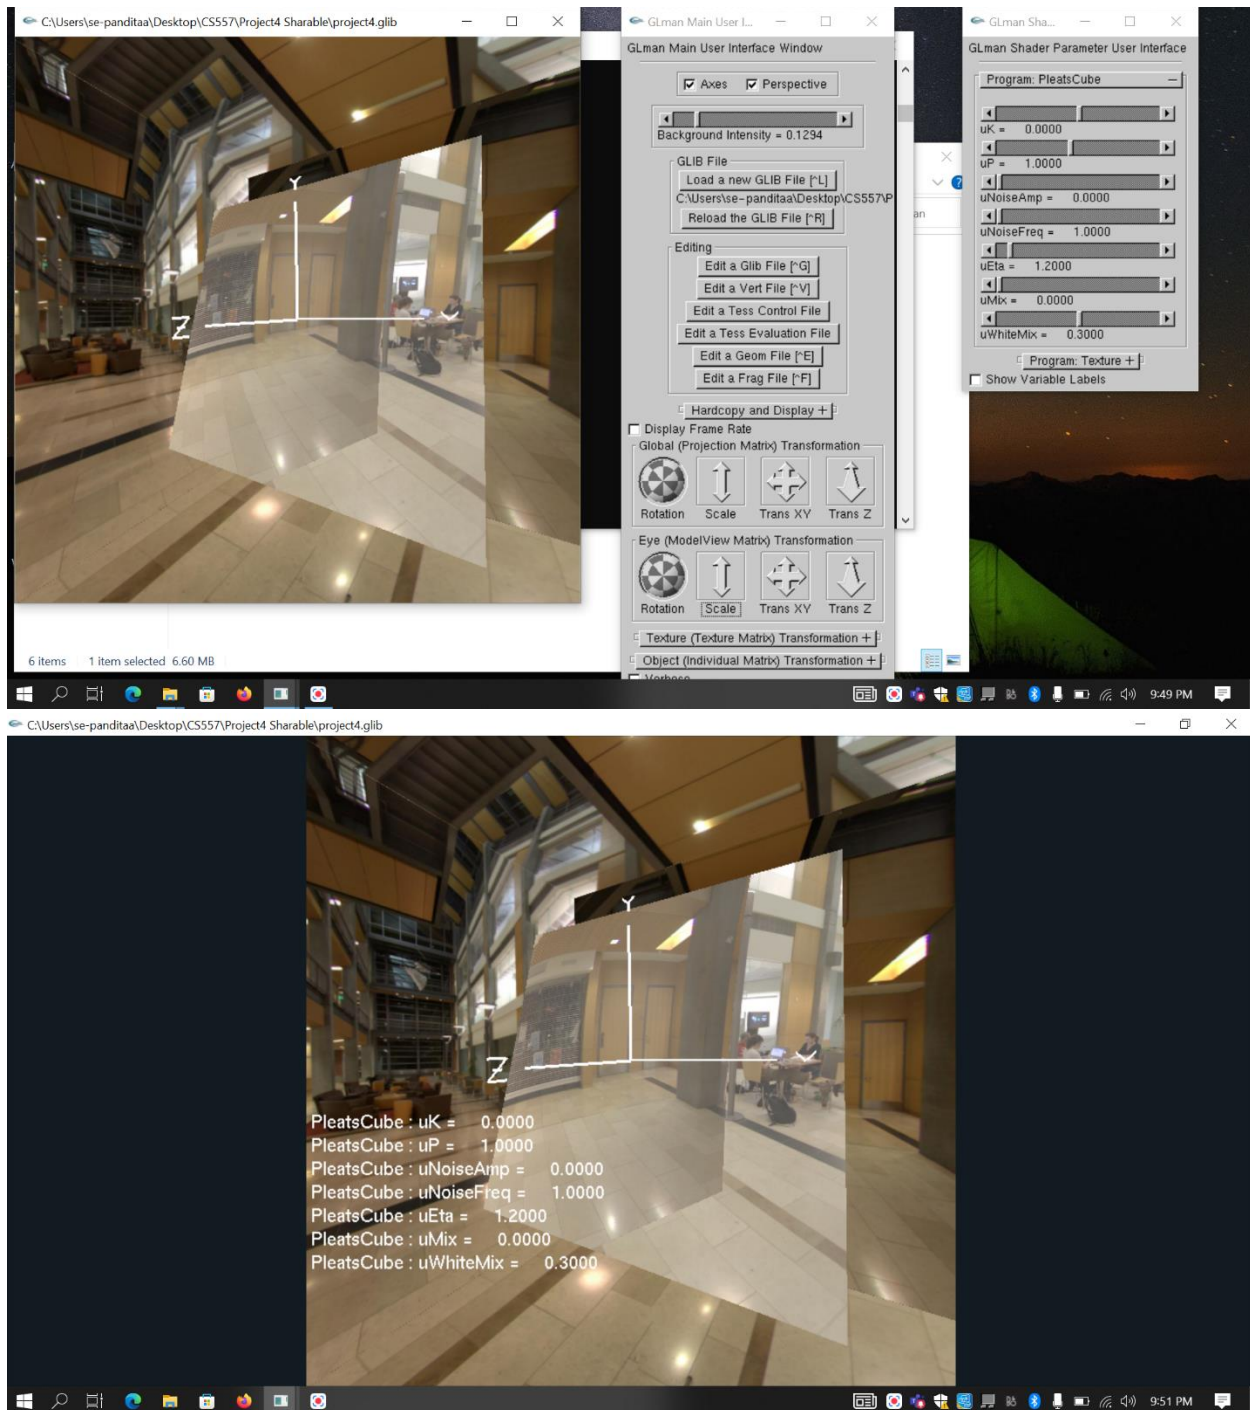 C:\Users\se-panditaa\Desktop\CS557\Project4 Sharable\project4.glib
GLman Main User I...
GLman Sha...
GLman Main User Interface Window
GLman Shader Parameter User Interface
Axes
Perspective
Program: PleatsCube
Background Intensity = 0.1294
uK = 0.0000
uP = 1.0000
uNoiseAmp = 0.0000
uNoiseFreq = 1.0000
uEta = 1.2000
uMix = 0.0000
uWhiteMix = 0.3000
Program: Texture +
Show Variable Labels
GLIB File
Load a new GLIB File [^L]
C:\Users\se-panditaa\Desktop\CS557\P
Reload the GLIB File [^R]
an
Editing
Edit a Glib File [^G]
Edit a Vert File [^V]
Edit a Tess Control File
Edit a Tess Evaluation File
Edit a Geom File [^E]
Edit a Frag File [^F]
Hardcopy and Display +
Display Frame Rate
Global (Projection Matrix) Transformation
Rotation Scale Trans XY Trans Z
Eye (ModelView Matrix) Transformation
Rotation Scale Trans XY Trans Z
Texture (Texture Matrix) Transformation +
Object (Individual Matrix) Transformation +
Verbose
Y
Z
6 items 1 item selected 6.60 MB
9:49 PM
C:\Users\se-panditaa\Desktop\CS557\Project4 Sharable\project4.glib
Y
Z
PleatsCube : uK = 0.0000
PleatsCube : uP = 1.0000
PleatsCube : uNoiseAmp = 0.0000
PleatsCube : uNoiseFreq = 1.0000
PleatsCube : uEta = 1.2000
PleatsCube : uMix = 0.0000
PleatsCube : uWhiteMix = 0.3000
9:51 PM